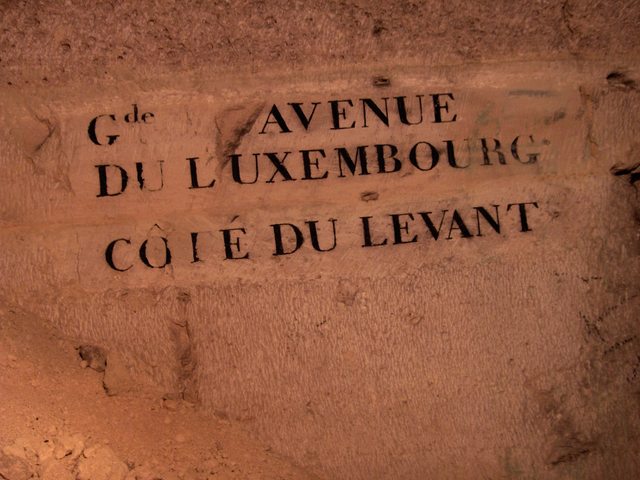 Gde AVENUE
DU LUXEMBOURG
CÔTÉ DU LEVANT